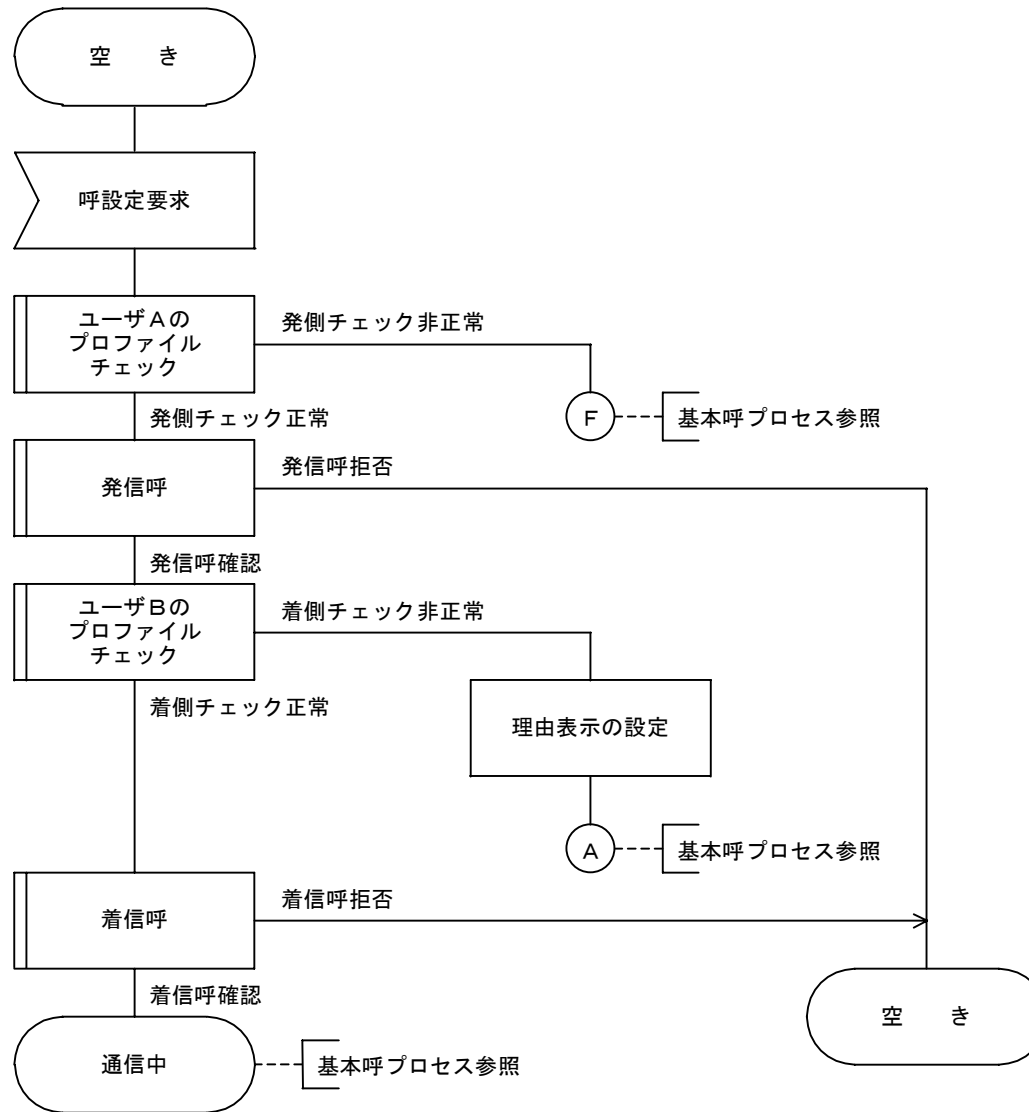 空　き
呼設定要求
ユーザＡの
プロファイル
チェック
発側チェック非正常
Ｆ
基本呼プロセス参照
発側チェック正常
発信呼
発信呼拒否
発信呼確認
ユーザＢの
プロファイル
チェック
着側チェック非正常
着側チェック正常
理由表示の設定
Ａ
基本呼プロセス参照
着信呼
着信呼拒否
着信呼確認
空　き
通信中
基本呼プロセス参照